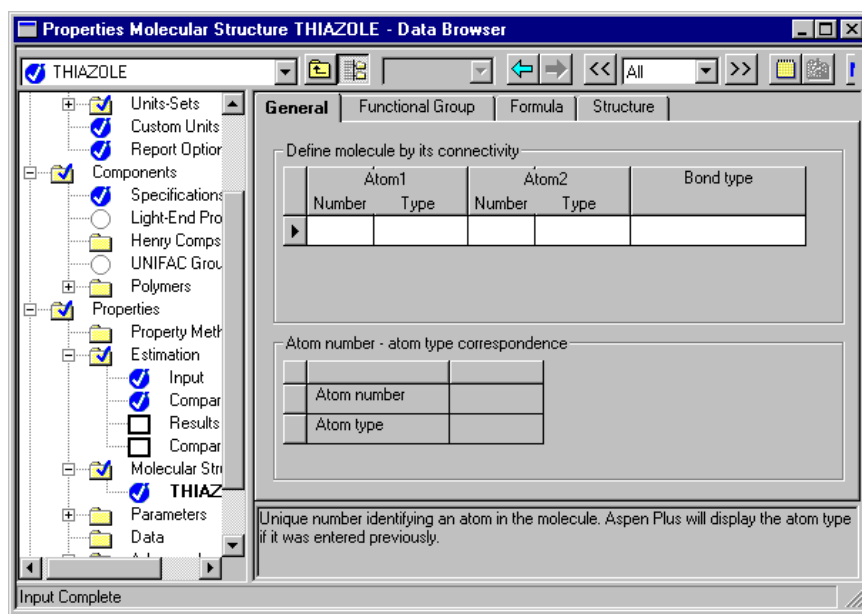 Properties Molecular Structure THIAZOLE - Data Browser
THIAZOLE
<<
All
>>
Units-Sets
Custom Units
Report Option
Components
Specifications
Light-End Pro
Henry Comps
UNIFAC Grou
Polymers
Properties
Property Meth
Estimation
Input
Compar
Results
Compar
Molecular Stru
THIAZ
Parameters
Data
General
Functional Group
Formula
Structure
Define molecule by its connectivity
Atom1 Atom2 Bond type
Number Type Number Type
Atom number - atom type correspondence
Atom number
Atom type
Unique number identifying an atom in the molecule. Aspen Plus will display the atom type
if it was entered previously.
Input Complete